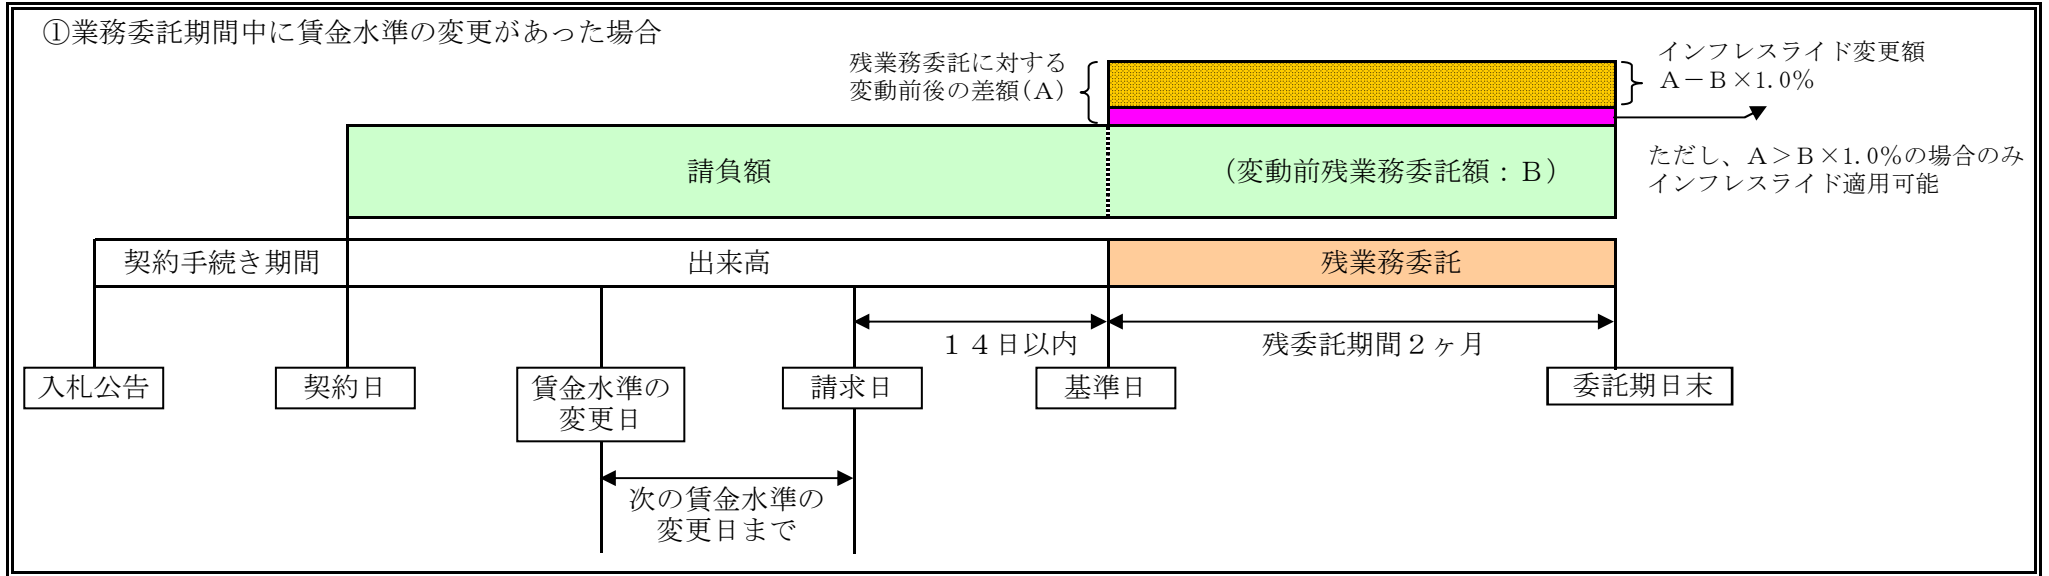 ①業務委託期間中に賃金水準の変更があった場合
残業務委託に対する
変動前後の差額(A)
インフレスライド変更額
A－B×1.0％
請負額
（変動前残業務委託額：B）
ただし、A＞B×1.0％の場合のみ
インフレスライド適用可能
契約手続き期間
出来高
残業務委託
１４日以内
残委託期間２ヶ月
入札公告
契約日
賃金水準の
変更日
請求日
基準日
委託期日末
次の賃金水準の
変更日まで